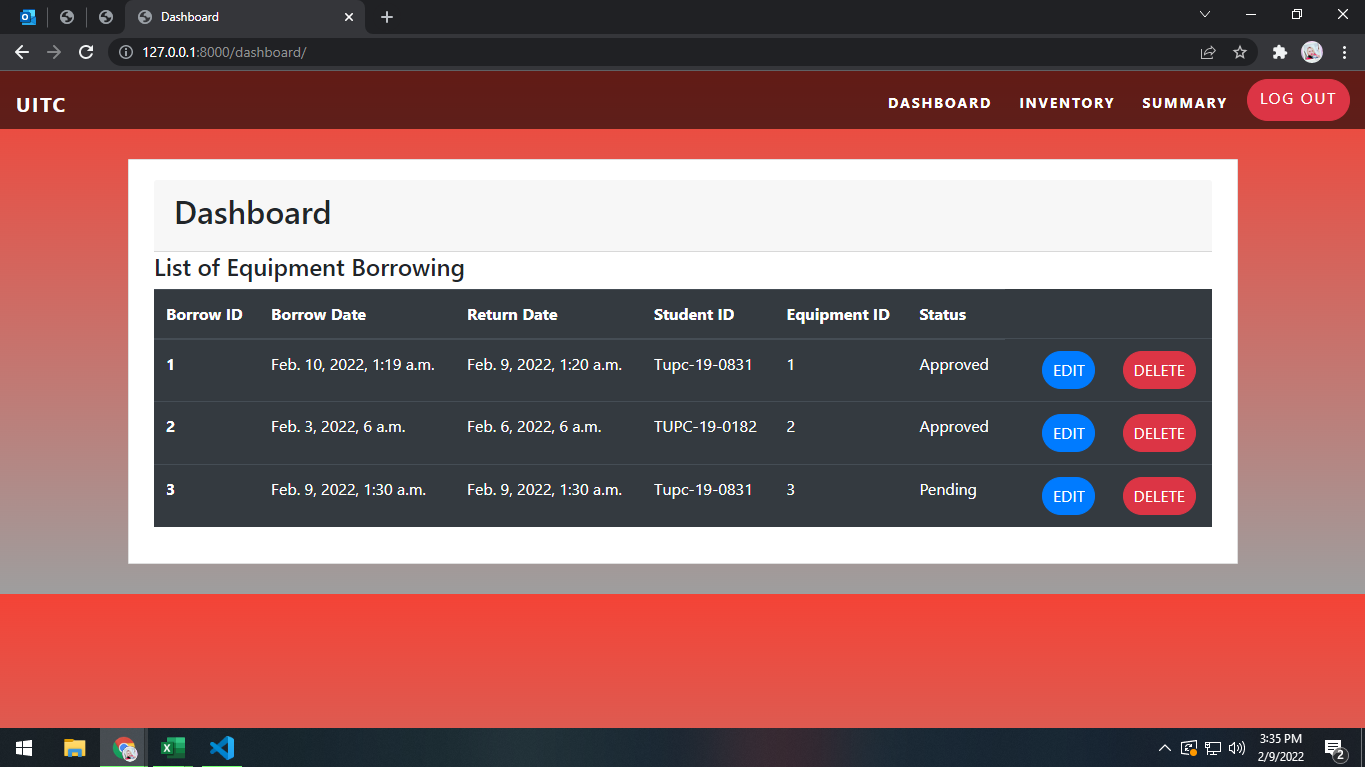 Dashboard
127.0.0.1:8000/dashboard/
UITC
DASHBOARD INVENTORY SUMMARY LOG OUT
Dashboard
List of Equipment Borrowing
Borrow ID Borrow Date Return Date Student ID Equipment ID Status
1 Feb. 10, 2022, 1:19 a.m. Feb. 9, 2022, 1:20 a.m. Tupc-19-0831 1 Approved EDIT DELETE
2 Feb. 3, 2022, 6 a.m. Feb. 6, 2022, 6 a.m. TUPC-19-0182 2 Approved EDIT DELETE
3 Feb. 9, 2022, 1:30 a.m. Feb. 9, 2022, 1:30 a.m. Tupc-19-0831 3 Pending EDIT DELETE
3:35 PM
2/9/2022
2